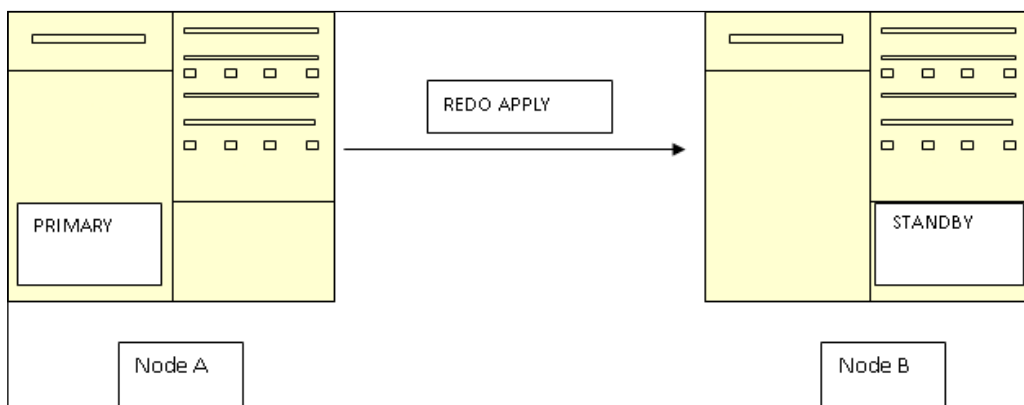 REDO APPLY
PRIMARY
STANDBY
Node A
Node B